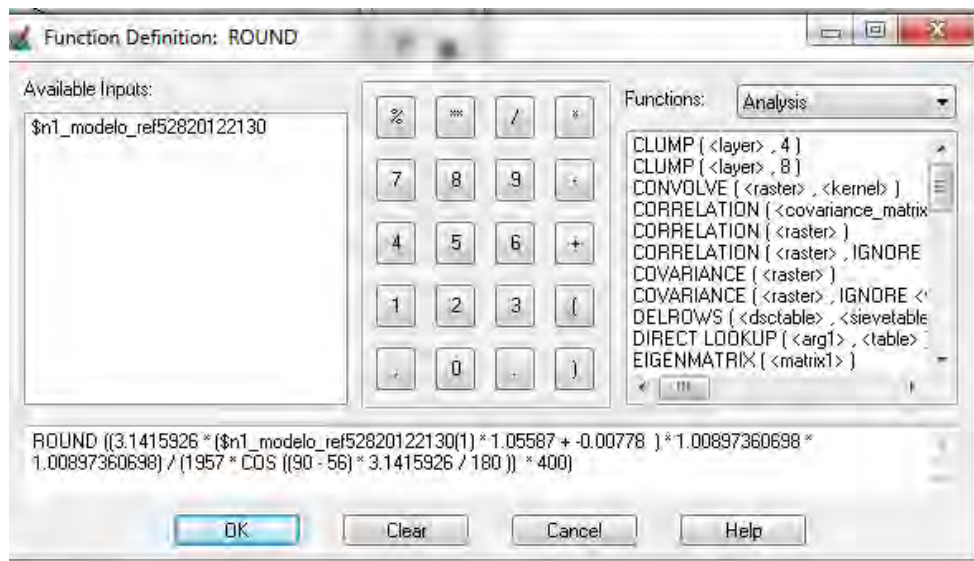 Function Definition: ROUND
Available Inputs:
$n1_modelo_ref52820122130
Functions: Analysis
% ** / *
7 8 9
4 5 6 +
1 2 3 (
, 0 . )
CLUMP ( <layer> , 4 )
CLUMP ( <layer> , 8 )
CONVOLVE ( <raster> , <kernel> )
CORRELATION ( <covariance_matrix
CORRELATION ( <raster> )
CORRELATION ( <raster> , IGNORE
COVARIANCE ( <raster> )
COVARIANCE ( <raster> , IGNORE <
DELROWS ( <dsctable> , <sievetable
DIRECT LOOKUP ( <arg1> , <table>
EIGENMATRIX ( <matrix1> )
ROUND ((3.1415926 * ($n1_modelo_ref52820122130(1) * 1.05587 + -0.00778 ) * 1.00897360698 *
1.00897360698) / (1957 * COS ((90 - 56) * 3.1415926 / 180 )) * 400)
OK Clear Cancel Help